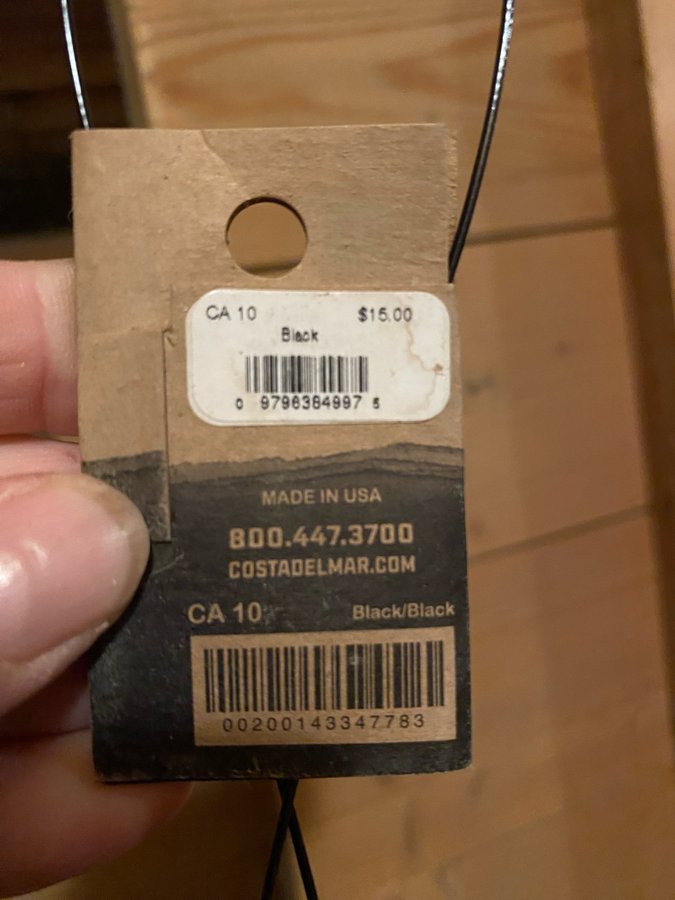 CA 10 $15.00
Black
0 9796384997 5
MADE IN USA
800.447.3700
COSTADELMAR.COM
CA 10 Black/Black
00200143347783